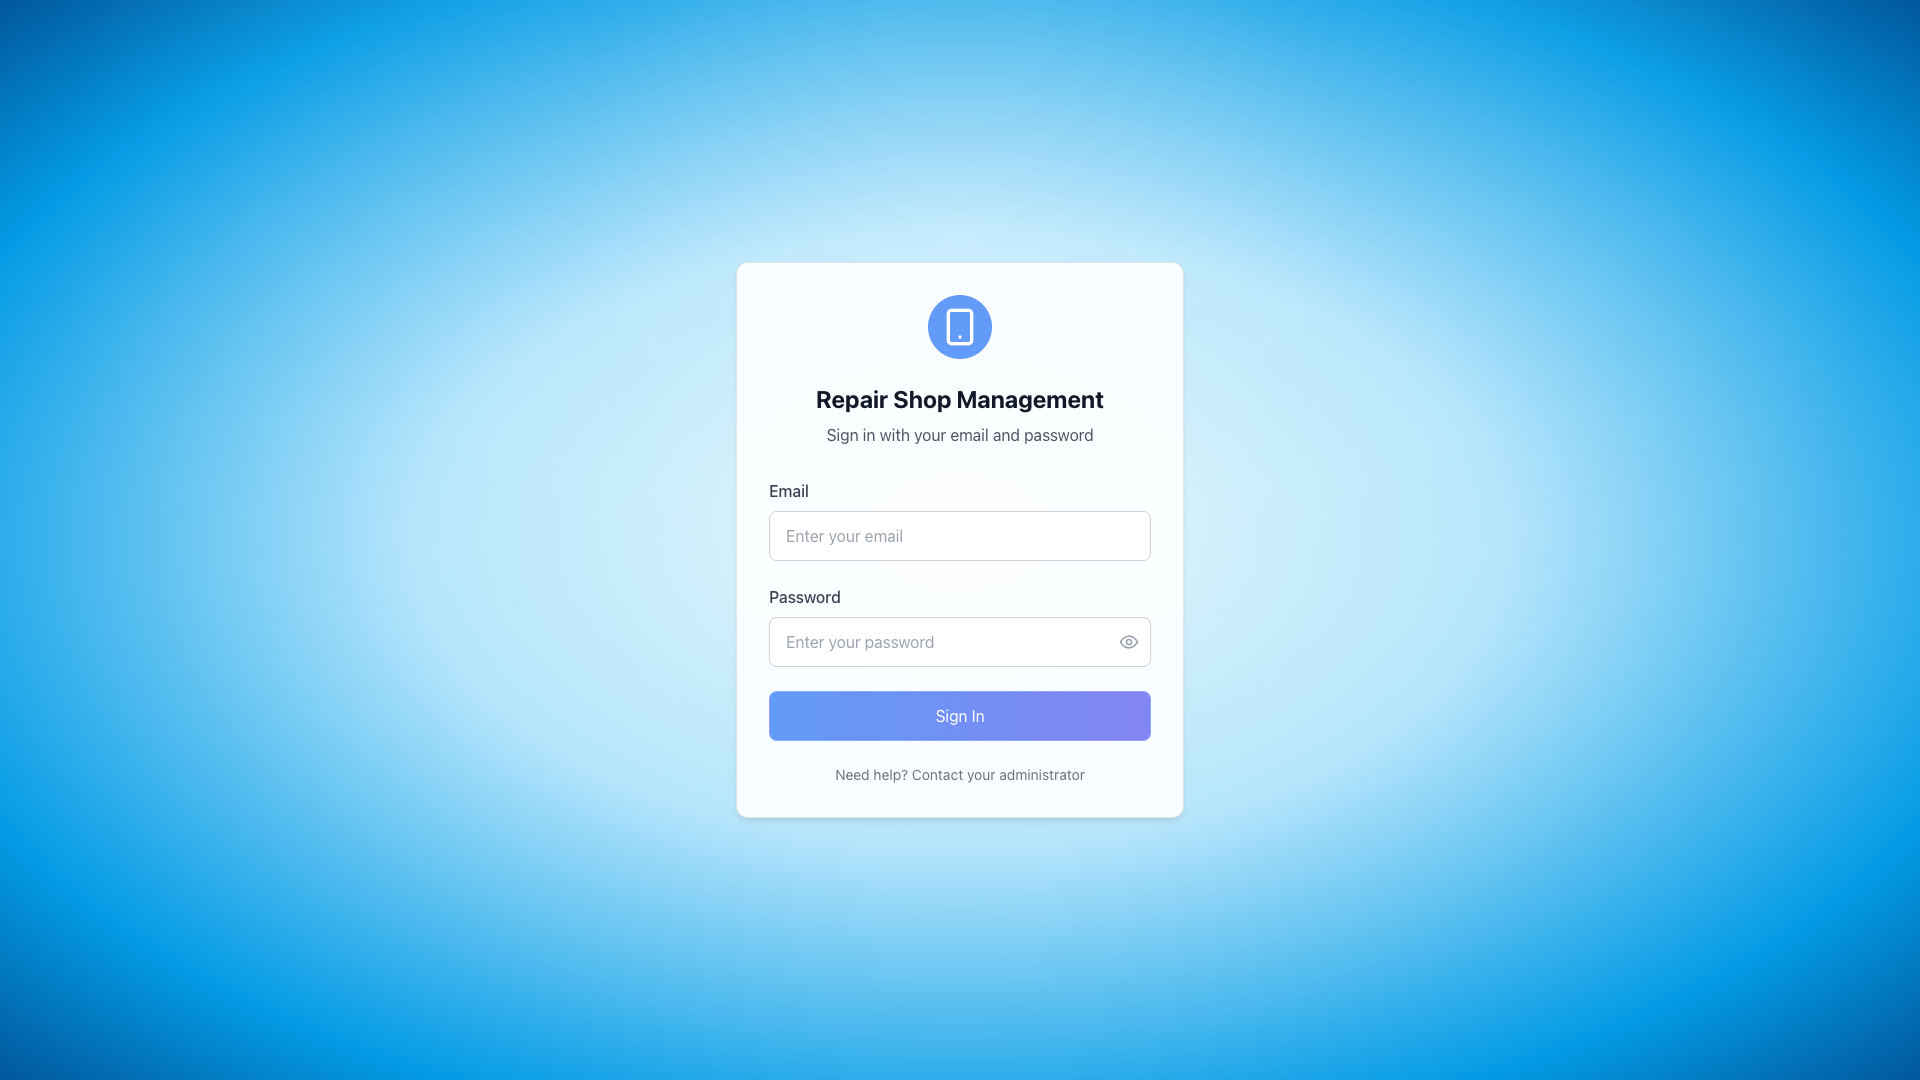 Repair Shop Management
Sign in with your email and password
Email
Enter your email
Password
Enter your password
Sign In
Need help? Contact your administrator